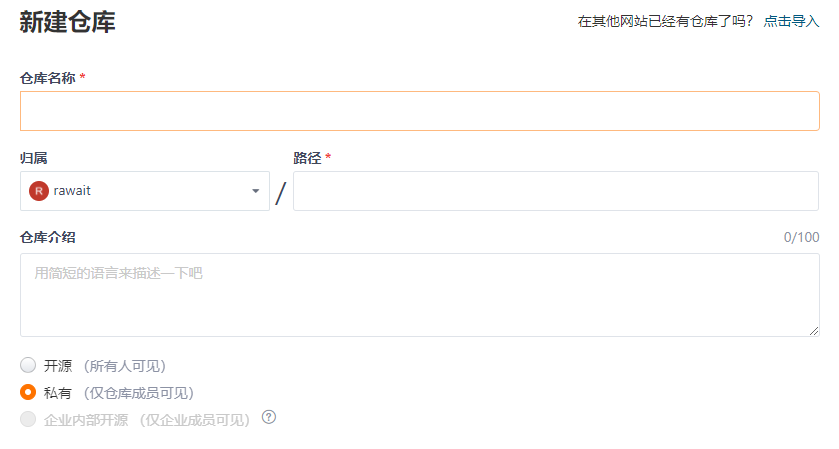 新建仓库
在其他网站已经有仓库了吗? 点击导入
仓库名称 *
归属
路径 *
R rawait
/
仓库介绍
0/100
用简短的语言来描述一下吧
开源 (所有人可见)
私有 (仅仓库成员可见)
企业内部开源 (仅企业成员可见) ?